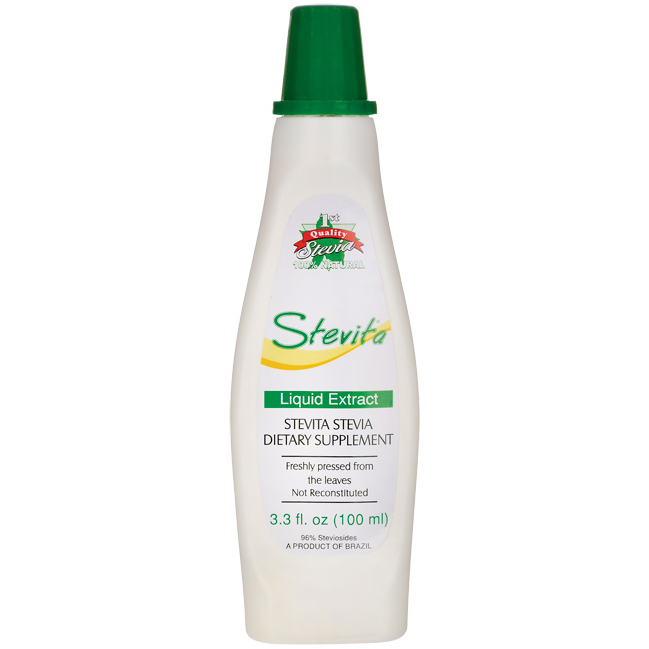 1st
Quality
Stevia
100% NATURAL
Stevita
Liquid Extract
STEVITA STEVIA
DIETARY SUPPLEMENT
Freshly pressed from
the leaves
Not Reconstituted
3.3 fl. oz (100 ml)
96% Steviosides
A PRODUCT OF BRAZIL